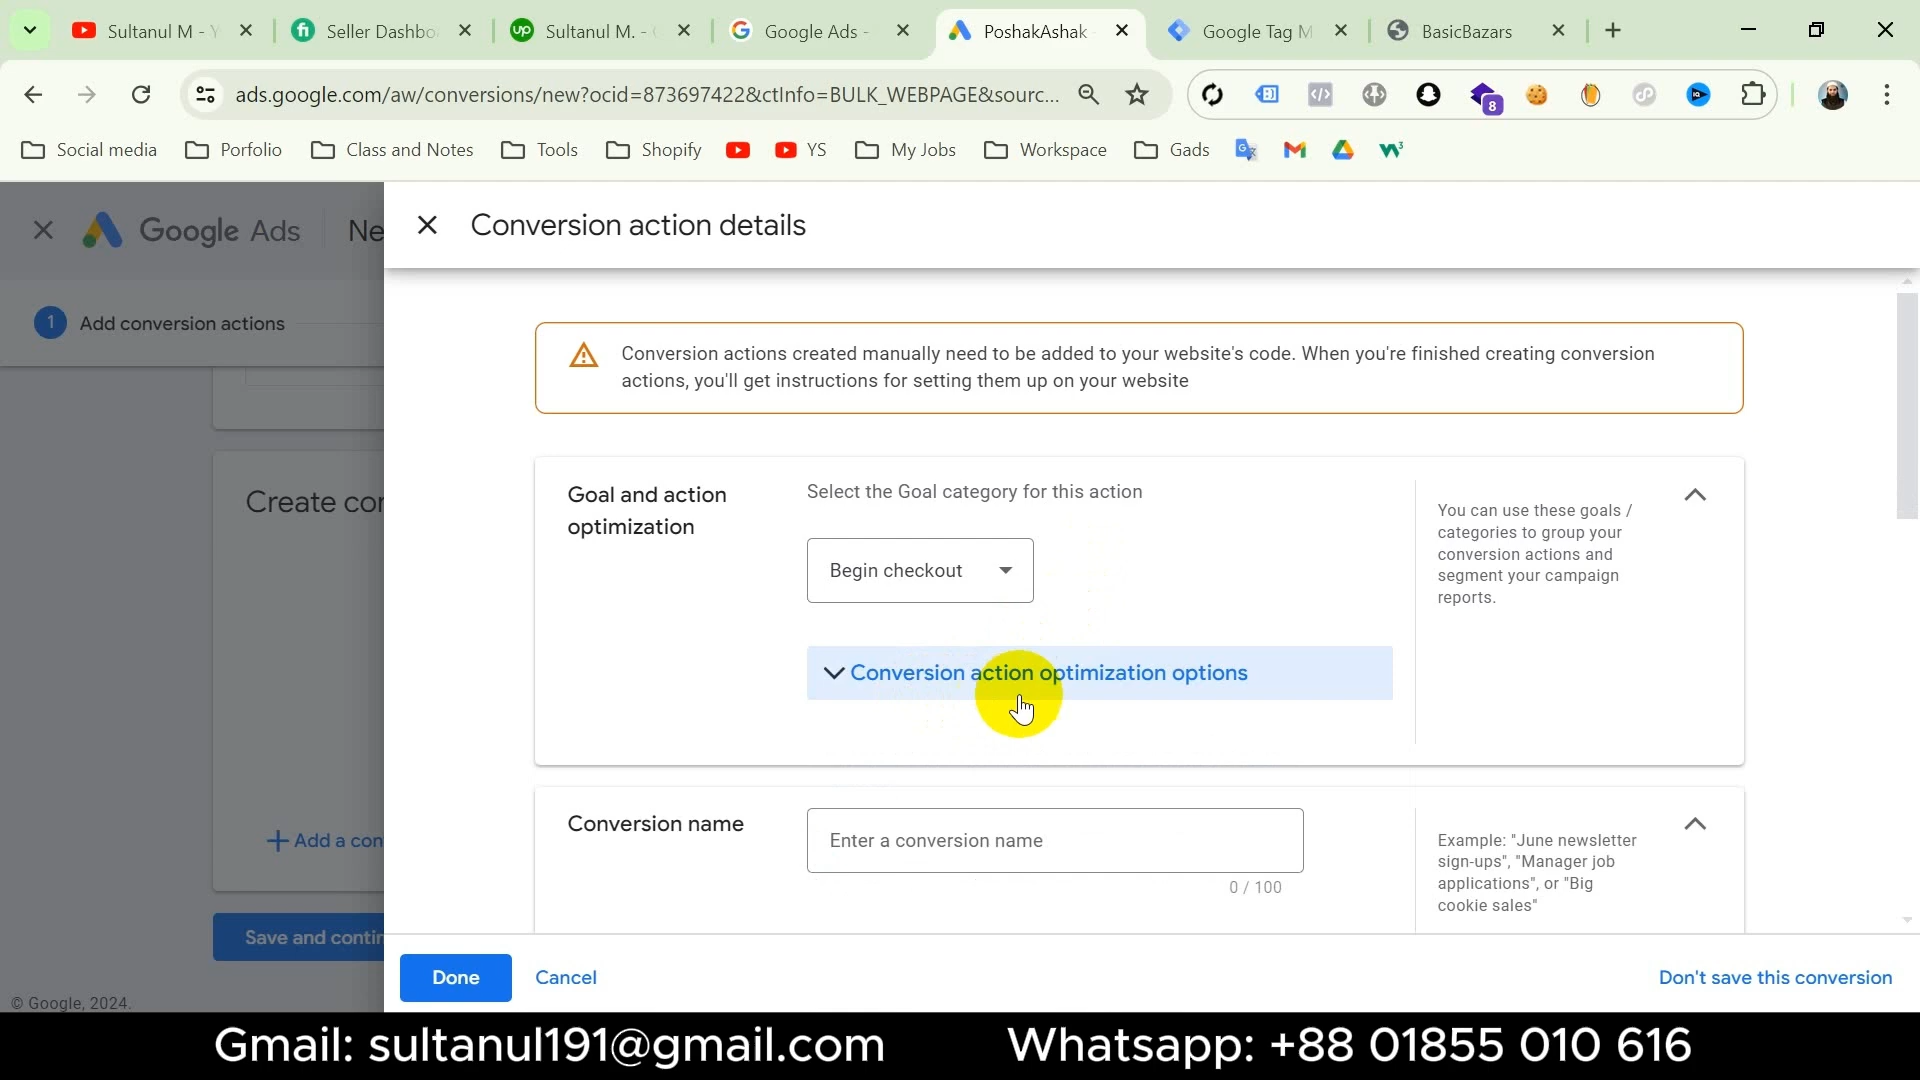 Sultanul M - Y
Seller Dashbo
Sultanul M. -
Google Ads -
PoshakAshak
Google Tag M
BasicBazars
ads.google.com/aw/conversions/new?ocid=873697422&ctInfo=BULK_WEBPAGE&sourc...
8
Social media
Porfolio
Class and Notes
Tools
Shopify
YS
My Jobs
Workspace
Gads
Google Ads
Ne
Conversion action details
1
Add conversion actions
Conversion actions created manually need to be added to your website's code. When you're finished creating conversion
actions, you'll get instructions for setting them up on your website
Goal and action
optimization
Select the Goal category for this action
Begin checkout
Conversion action optimization options
You can use these goals /
categories to group your
conversion actions and
segment your campaign
reports.
Create con
Add a con
Save and contin
Conversion name
Enter a conversion name
0 / 100
Example: "June newsletter
sign-ups", "Manager job
applications", or "Big
cookie sales"
Done
Cancel
Don't save this conversion
© Google, 2024.
Gmail: sultanul191@gmail.com
Whatsapp: +88 01855 010 616